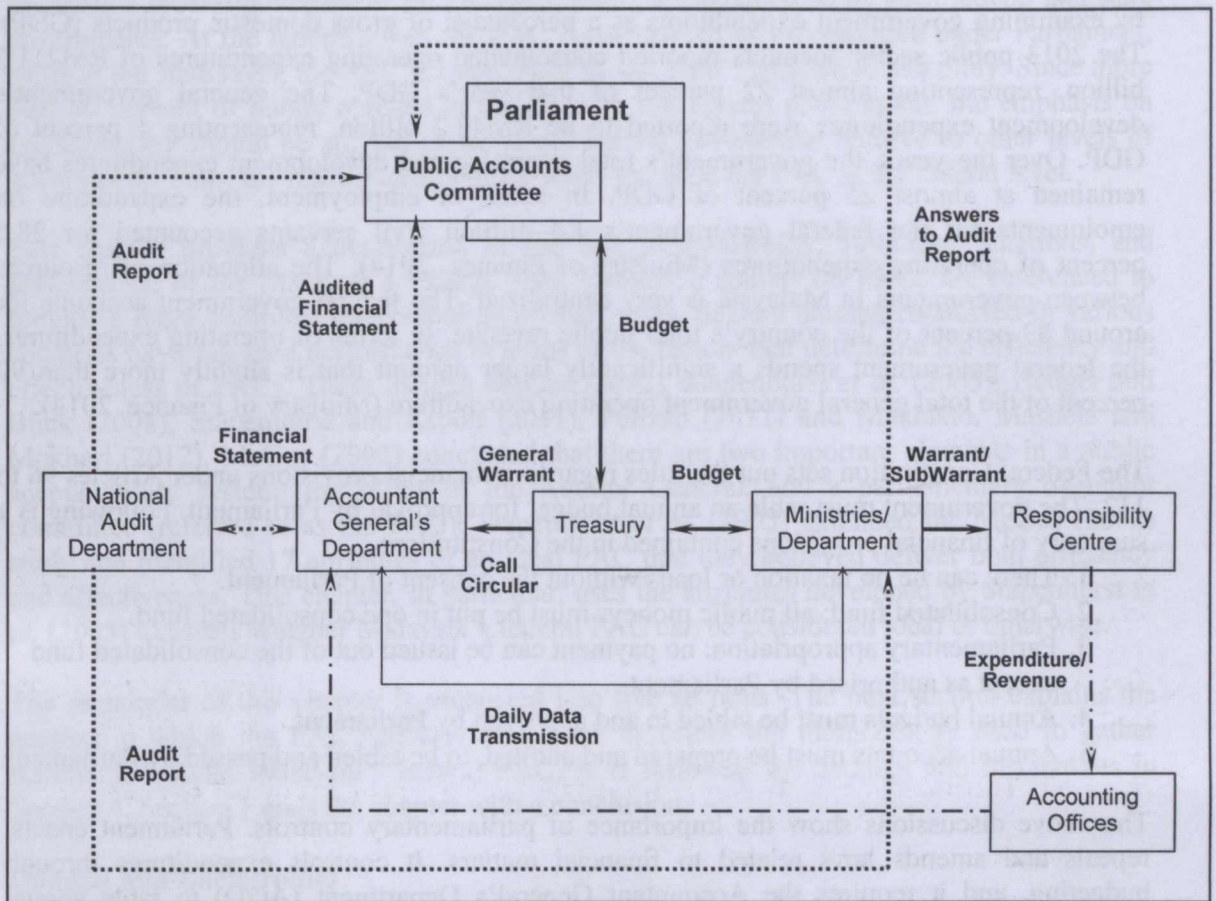 Parliament
Public Accounts
Committee
Audit
Report
Audited
Financial
Statement
Budget
Answers
to Audit
Report
Financial
Statement
General
Warrant
Budget
Warrant/
SubWarrant
National
Audit
Department
Accountant
General's
Department
Treasury
Ministry/
Department
Responsibility
Centre
Call
Circular
Expenditure/
Revenue
Daily Data
Transmission
Audit
Report
Accounting
Offices